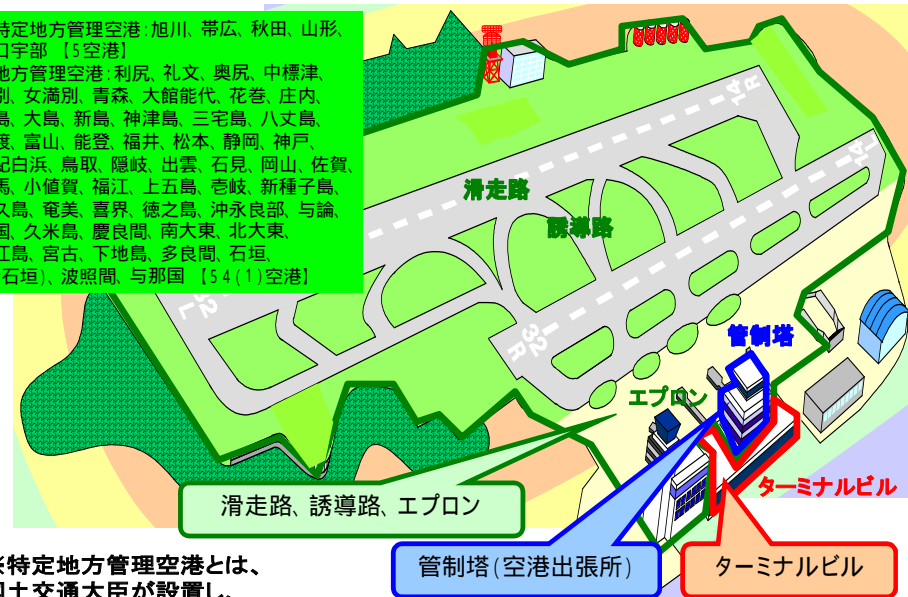 特定地方管理空港:旭川、帯広、秋田、山形、
口宇部 【5空港】
地方管理空港:利尻、礼文、奥尻、中標津、
別、女満別、青森、大館能代、花巻、庄内、
島、大島、新島、神津島、三宅島、八丈島、
渡、富山、能登、福井、松本、静岡、神戸、
紀白浜、鳥取、隠岐、出雲、石見、岡山、佐賀、
馬、小値賀、福江、上五島、壱岐、新種子島、
久島、奄美、喜界、徳之島、沖永良部、与論、
国、久米島、慶良間、南大東、北大東、
江島、宮古、下地島、多良間、石垣、
石垣)、波照間、与那国 【54(1)空港】
14R
14L
滑走路
誘導路
32L
32R
管制塔
エプロン
ターミナルビル
滑走路、誘導路、エプロン
管制塔(空港出張所)
ターミナルビル
※特定地方管理空港とは、
国土交通大臣が設置し、